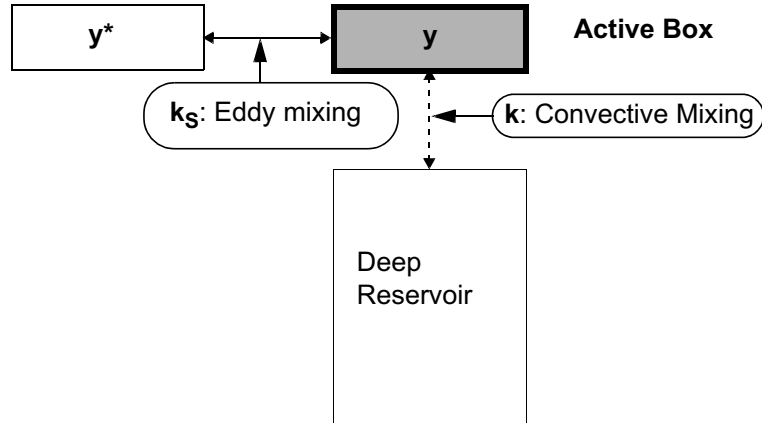 y*
y
Active Box
kS: Eddy mixing
k: Convective Mixing
Deep
Reservoir